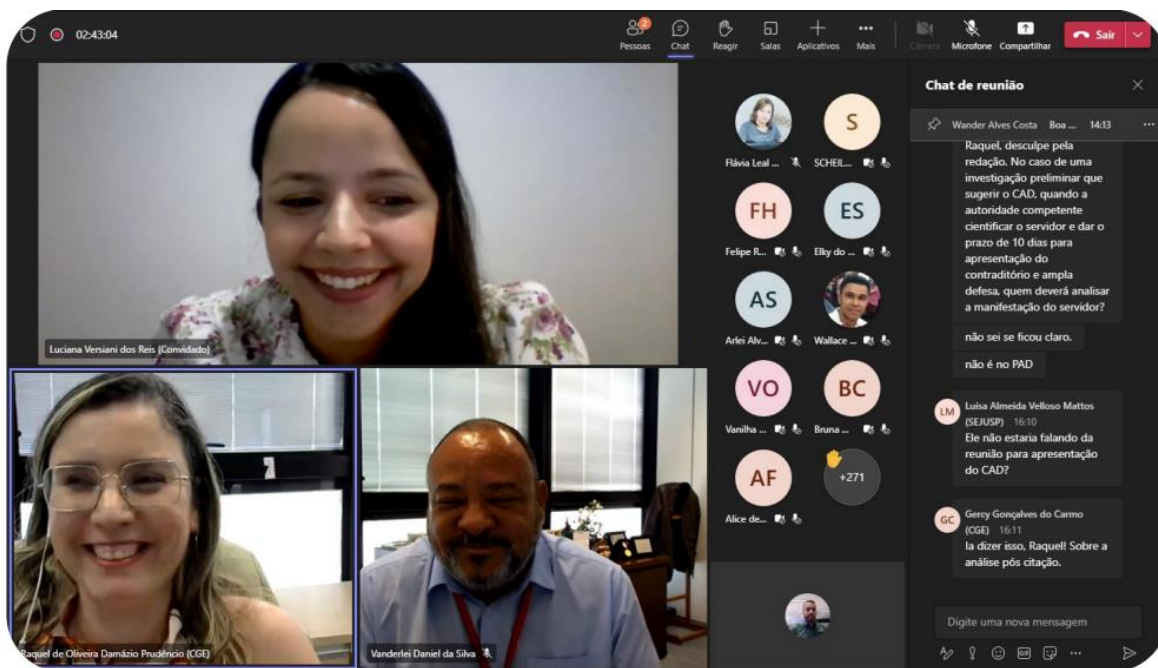 02:43:04
2
Pessoas
Chat
Reagir
Salas
Aplicativos
Mais
Câmera
Microfone
Compartilhar
Sair
Luciana Versiani dos Reis (Convidado)
Raquel de Oliveira Damázio Prudêncio (CGE)
Vanderlei Daniel da Silva
Flávia Leal ...
S
SCHEIL...
FH
Felipe R...
ES
Elky do ...
AS
Arlei Alv...
Wallace ...
VO
Vanilha ...
BC
Bruna ...
AF
Alice de...
+271
Chat de reunião
Wander Alves Costa Boa ... 14:13
Raquel, desculpe pela
redação. No caso de uma
investigação preliminar que
sugerir o CAD, quando a
autoridade competente
cientificar o servidor e dar o
prazo de 10 dias para
apresentação do
contraditório e ampla
defesa, quem deverá analisar
a manifestação do servidor?
não sei se ficou claro.
não é no PAD
LM
Luisa Almeida Velloso Mattos
(SEJUSP) 16:10
Ele não estaria falando da
reunião para apresentação
do CAD?
GC
Gercy Gonçalves do Carmo
(CGE) 16:11
Ia dizer isso, Raquel! Sobre a
análise pós citação.
Digite uma nova mensagem
GIF